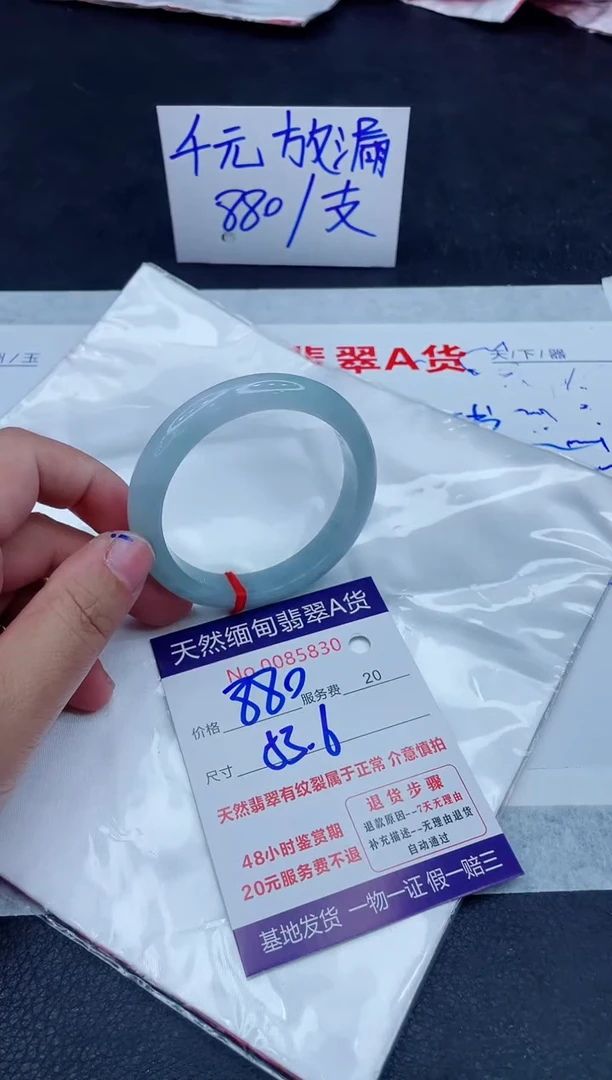 千元放漏
880/支
翡翠A货
天/下/器
/玉
天然缅甸翡翠A货
No 0085830
价格 880 服务费 20
尺寸 53.6
天然翡翠有纹裂属于正常 介意慎拍
48小时鉴赏期
20元服务费不退
退货步骤
退款原因--7天无理由
补充描述--无理由退货
自动通过
基地发货 一物一证 假一赔三